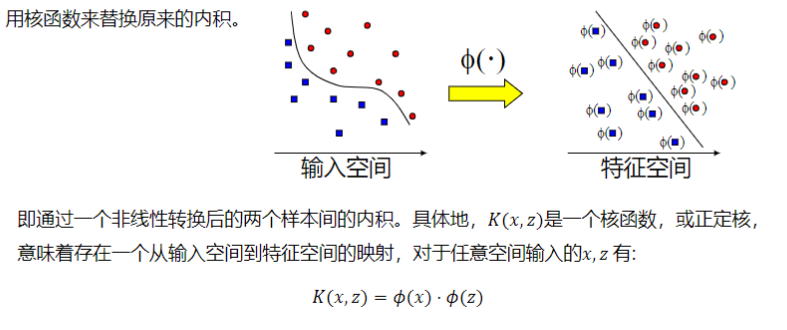 用核函数来替换原来的内积。
ϕ(·)
输入空间
ϕ(■) ϕ(●) ϕ(●) ϕ(●)
ϕ(■) ϕ(■) ϕ(●) ϕ(●)
ϕ(●) ϕ(●) ϕ(●)
ϕ(■) ϕ(■) ϕ(■) ϕ(●)
ϕ(■) ϕ(■)
特征空间
即通过一个非线性转换后的两个样本间的内积。具体地，K(x,z)是一个核函数，或正定核，
意味着存在一个从输入空间到特征空间的映射，对于任意空间输入的x,z 有:
K(x,z) = ϕ(x) · ϕ(z)